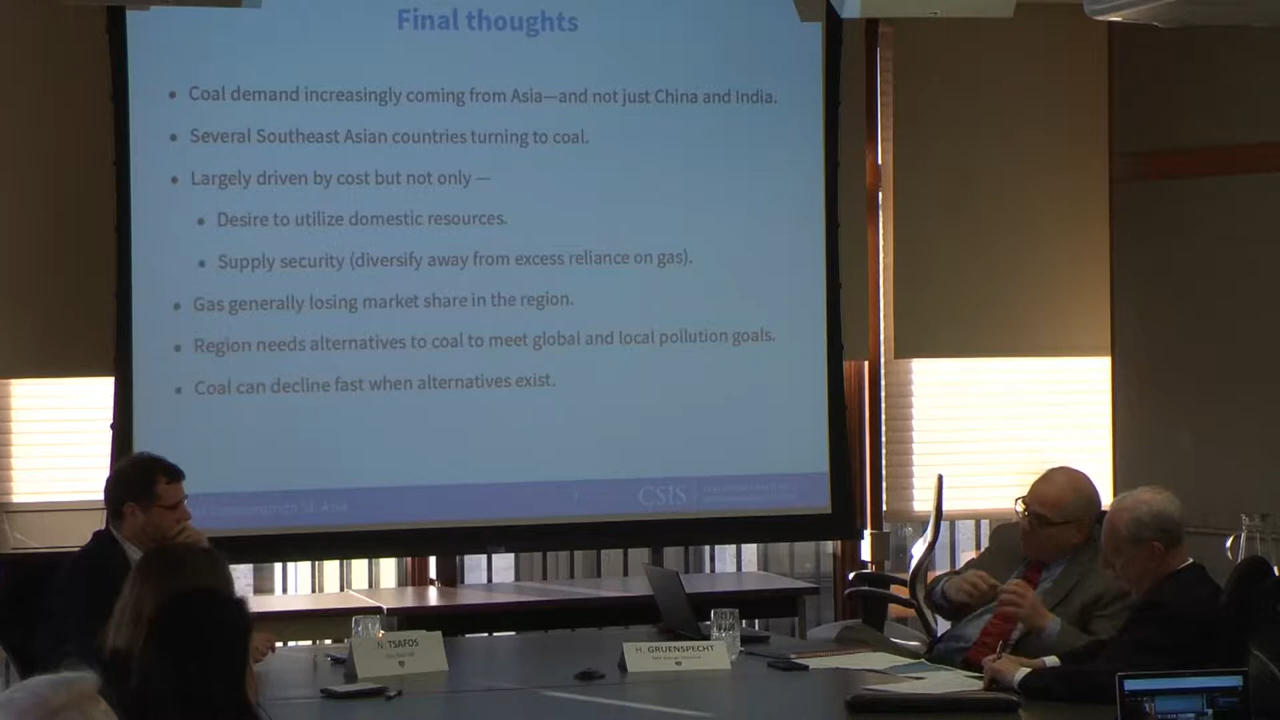 Final thoughts
• Coal demand increasingly coming from Asia—and not just China and India.
• Several Southeast Asian countries turning to coal.
• Largely driven by cost but not only —
• Desire to utilize domestic resources.
• Supply security (diversify away from excess reliance on gas).
• Gas generally losing market share in the region.
• Region needs alternatives to coal to meet global and local pollution goals.
• Coal can decline fast when alternatives exist.
CSIS
N. TSAFOS
H. GRUENSPECHT